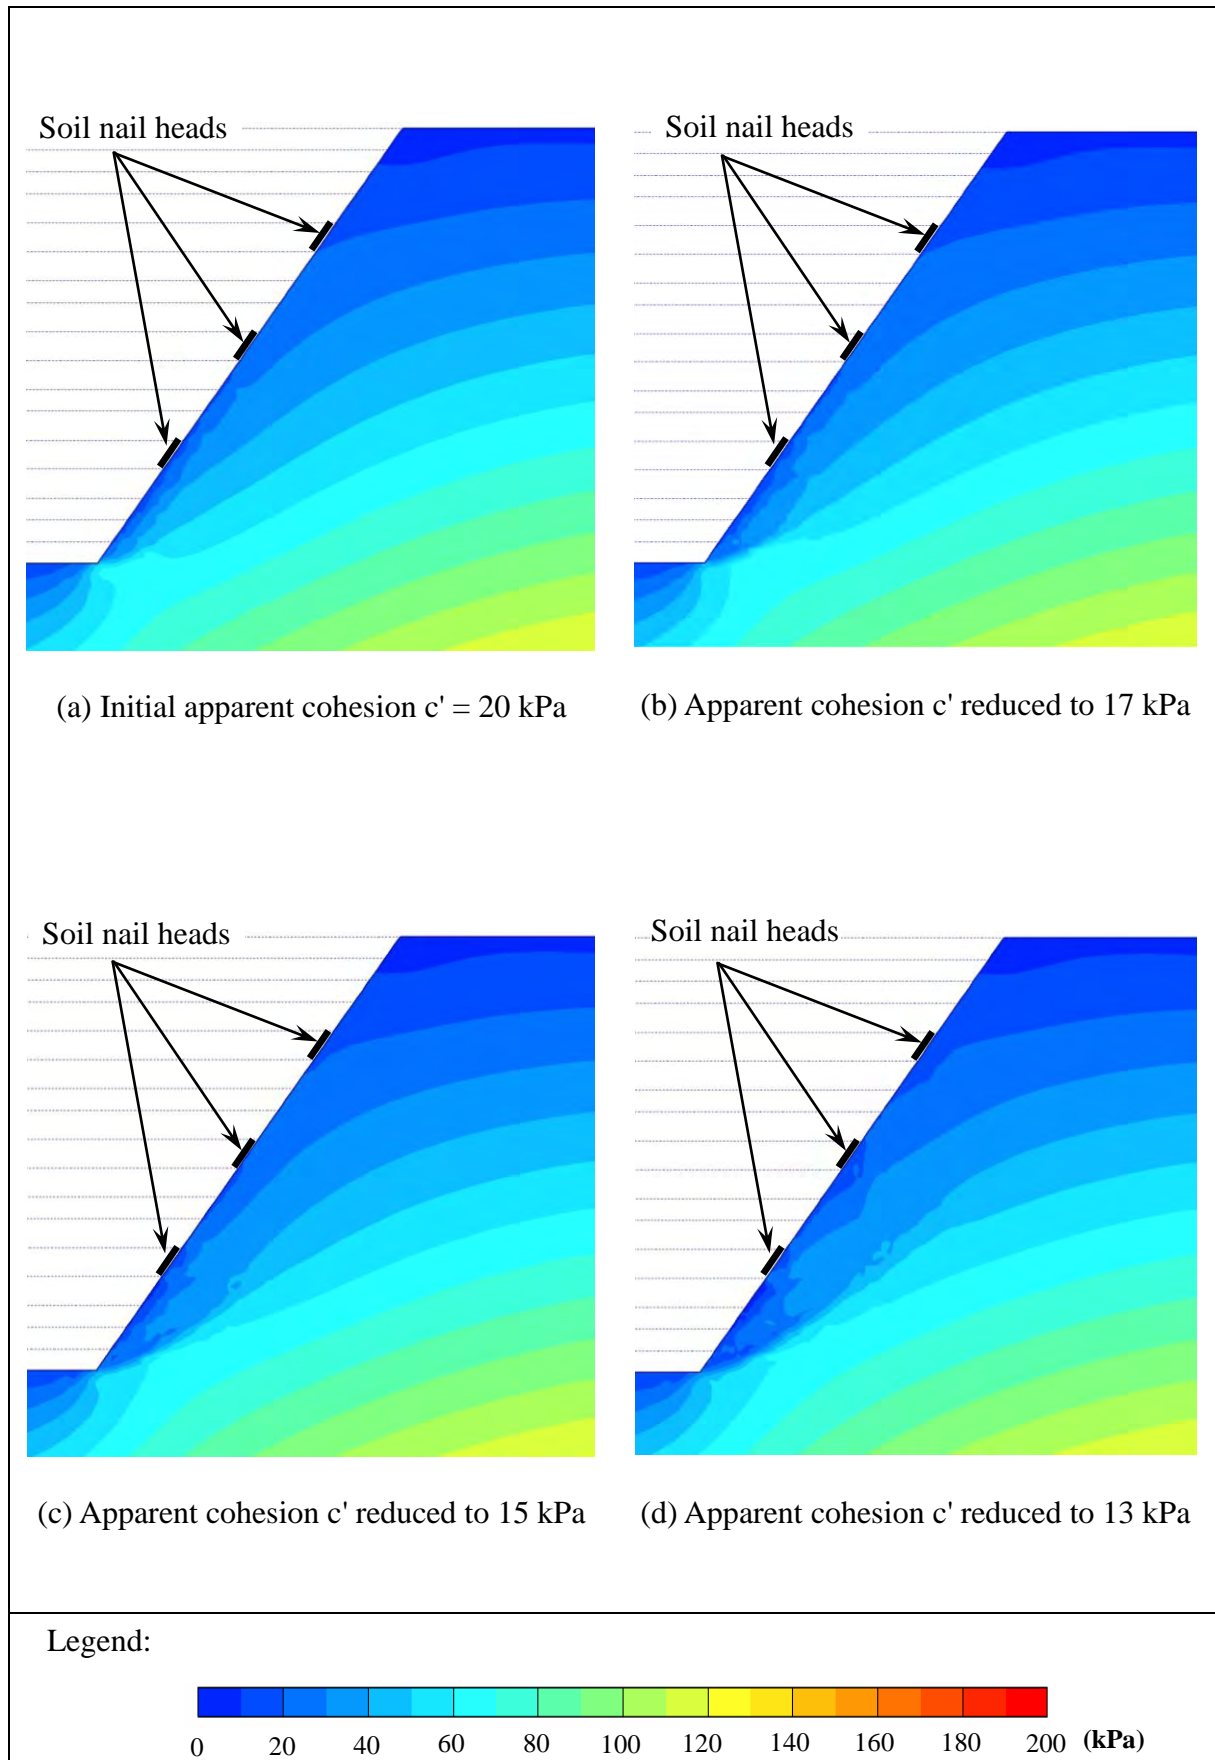 Soil nail heads
Soil nail heads
(a) Initial apparent cohesion c' = 20 kPa
(b) Apparent cohesion c' reduced to 17 kPa
Soil nail heads
Soil nail heads
(c) Apparent cohesion c' reduced to 15 kPa
(d) Apparent cohesion c' reduced to 13 kPa
Legend:
0 20 40 60 80 100 120 140 160 180 200 (kPa)